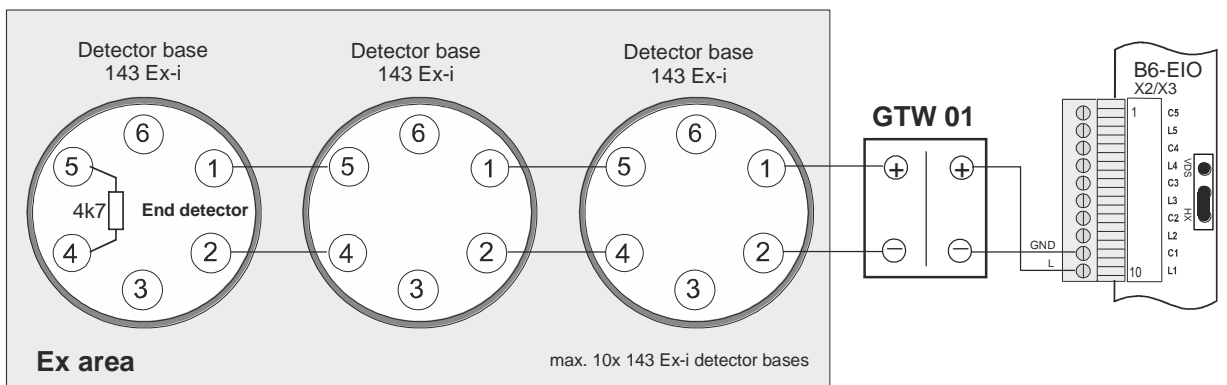 Detector base
143 Ex-i
Detector base
143 Ex-i
Detector base
143 Ex-i
6
5
1
4k7
End detector
4
2
3
6
5
1
4
2
3
6
5
1
4
2
3
Ex area
max. 10x 143 Ex-i detector bases
GTW 01
+ +
− −
GND
L
B6-EIO
X2/X3
1
10
C5
L5
C4
L4
C3
L3
C2
L2
C1
L1
VDS
HX